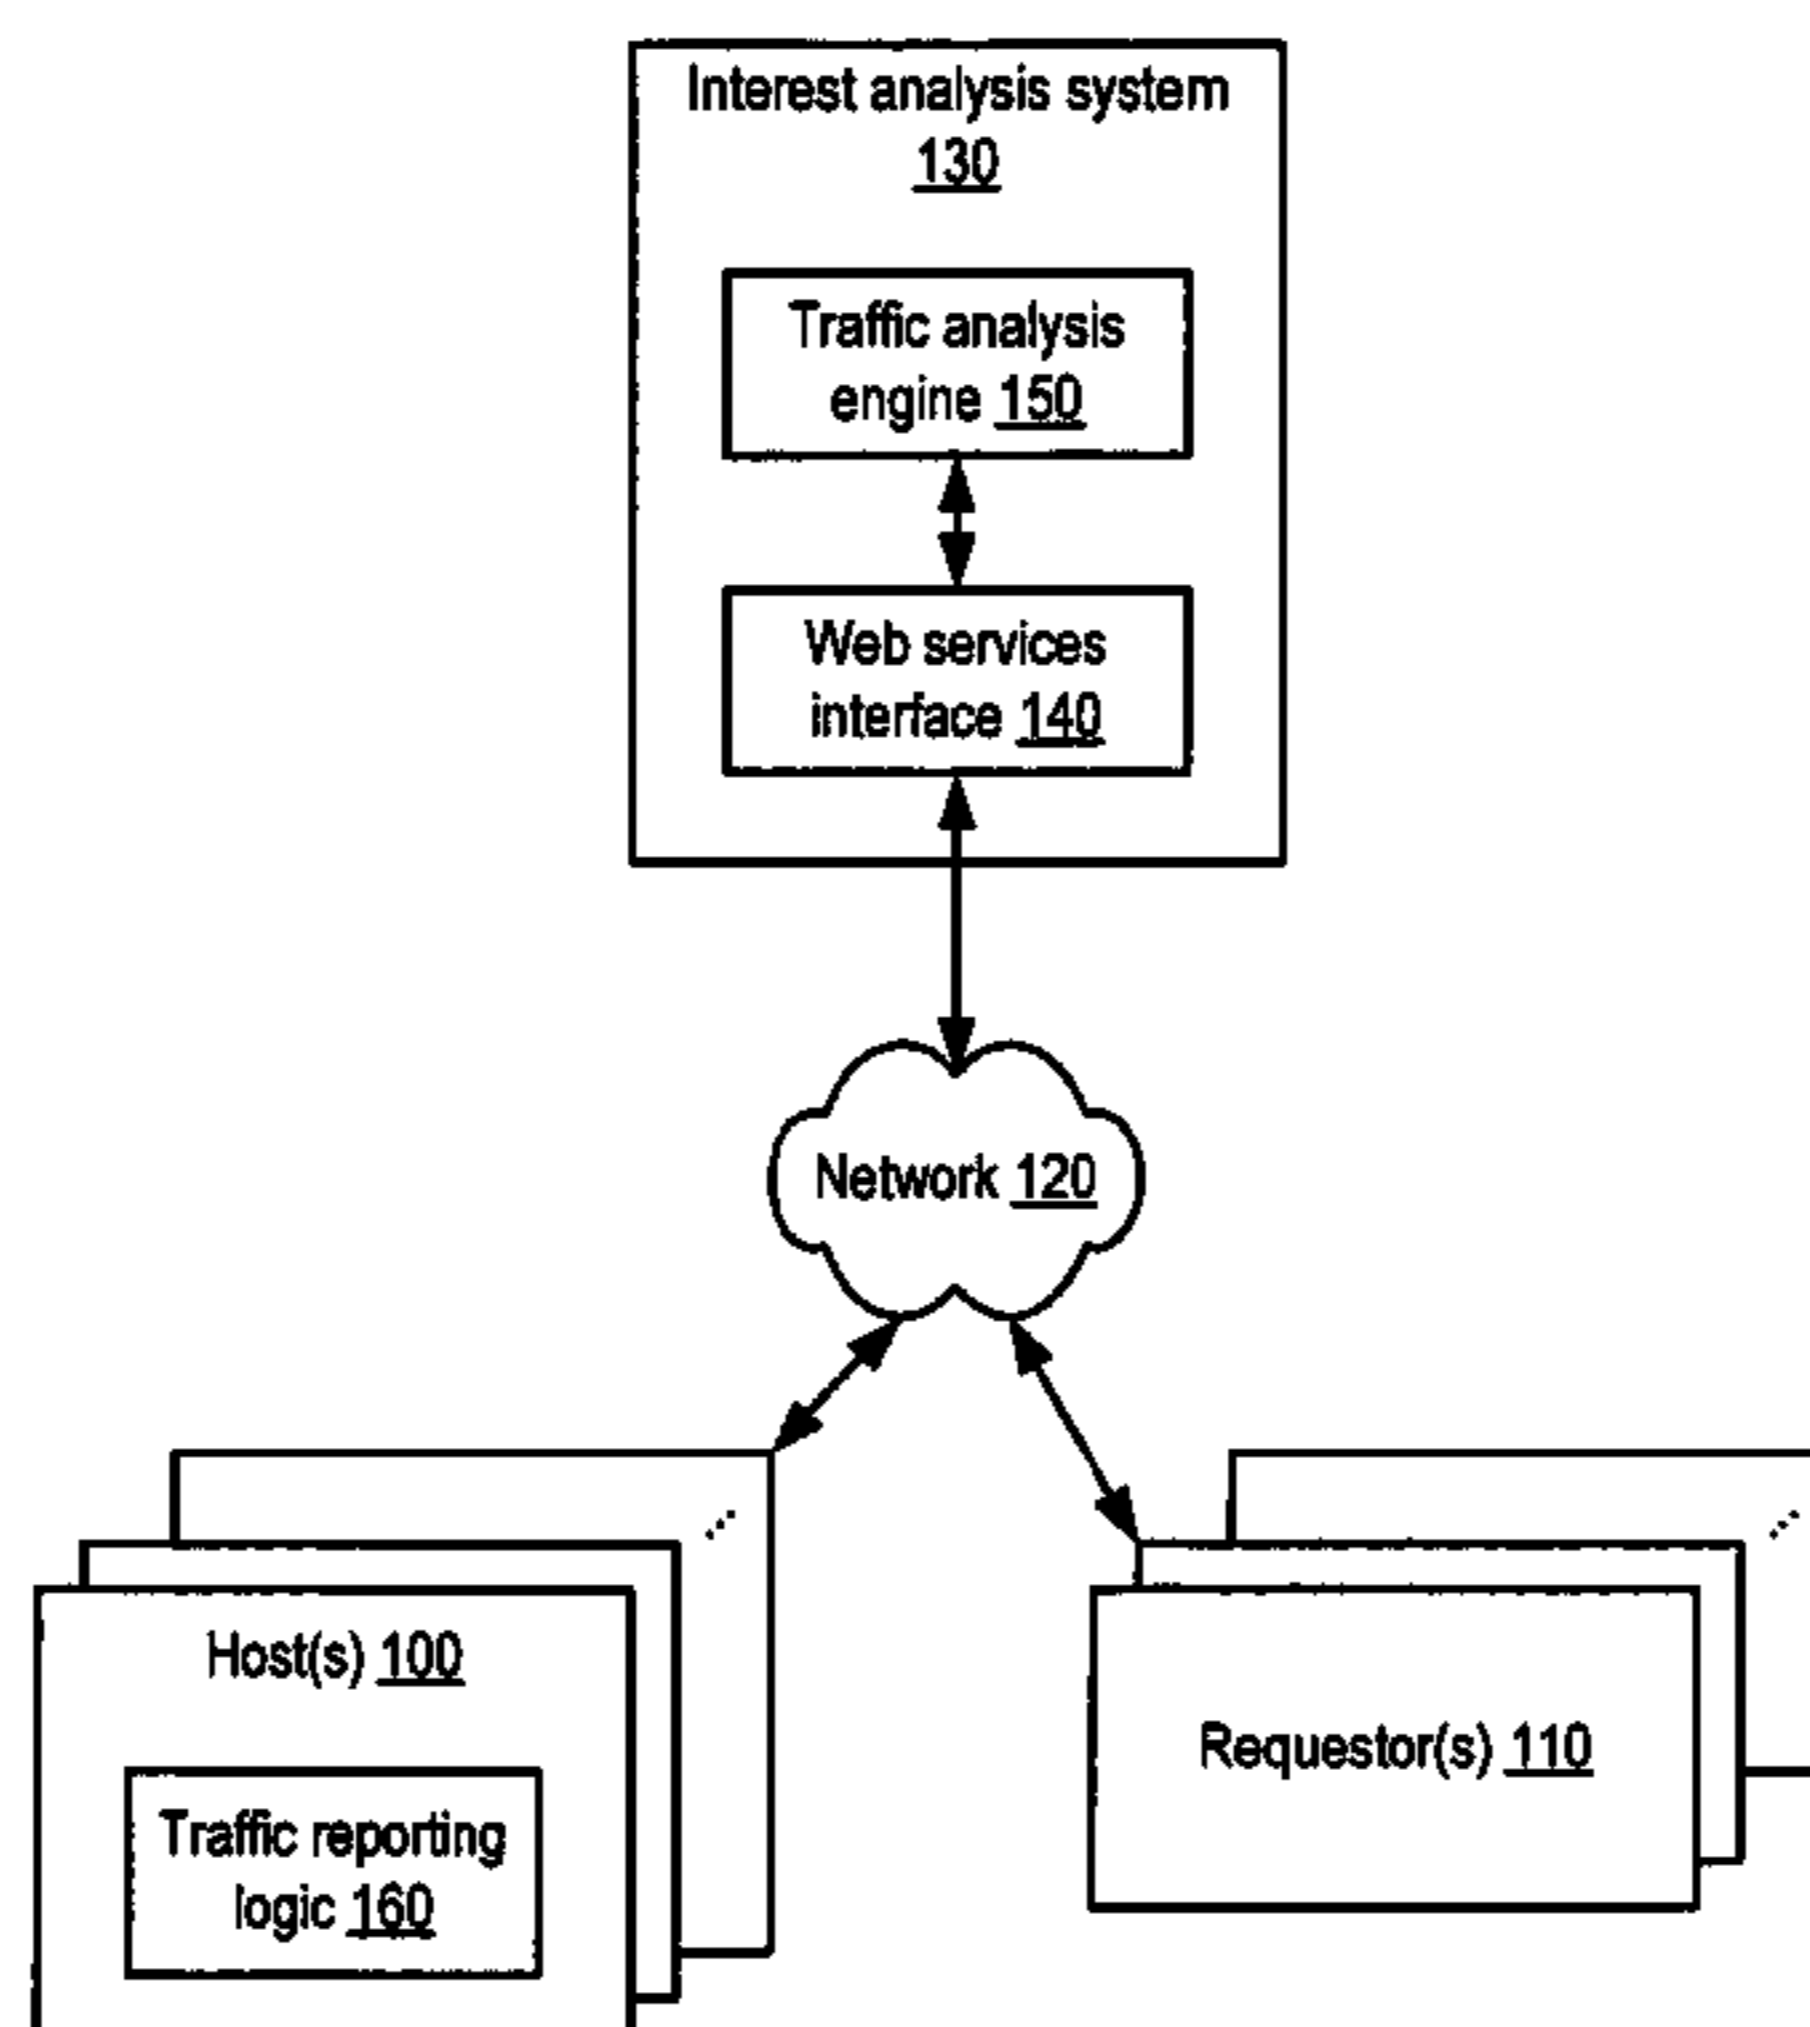 Interest analysis system
130
Traffic analysis
engine 150
Web services
interface 140
Network 120
Host(s) 100
Traffic reporting
logic 160
Requestor(s) 110